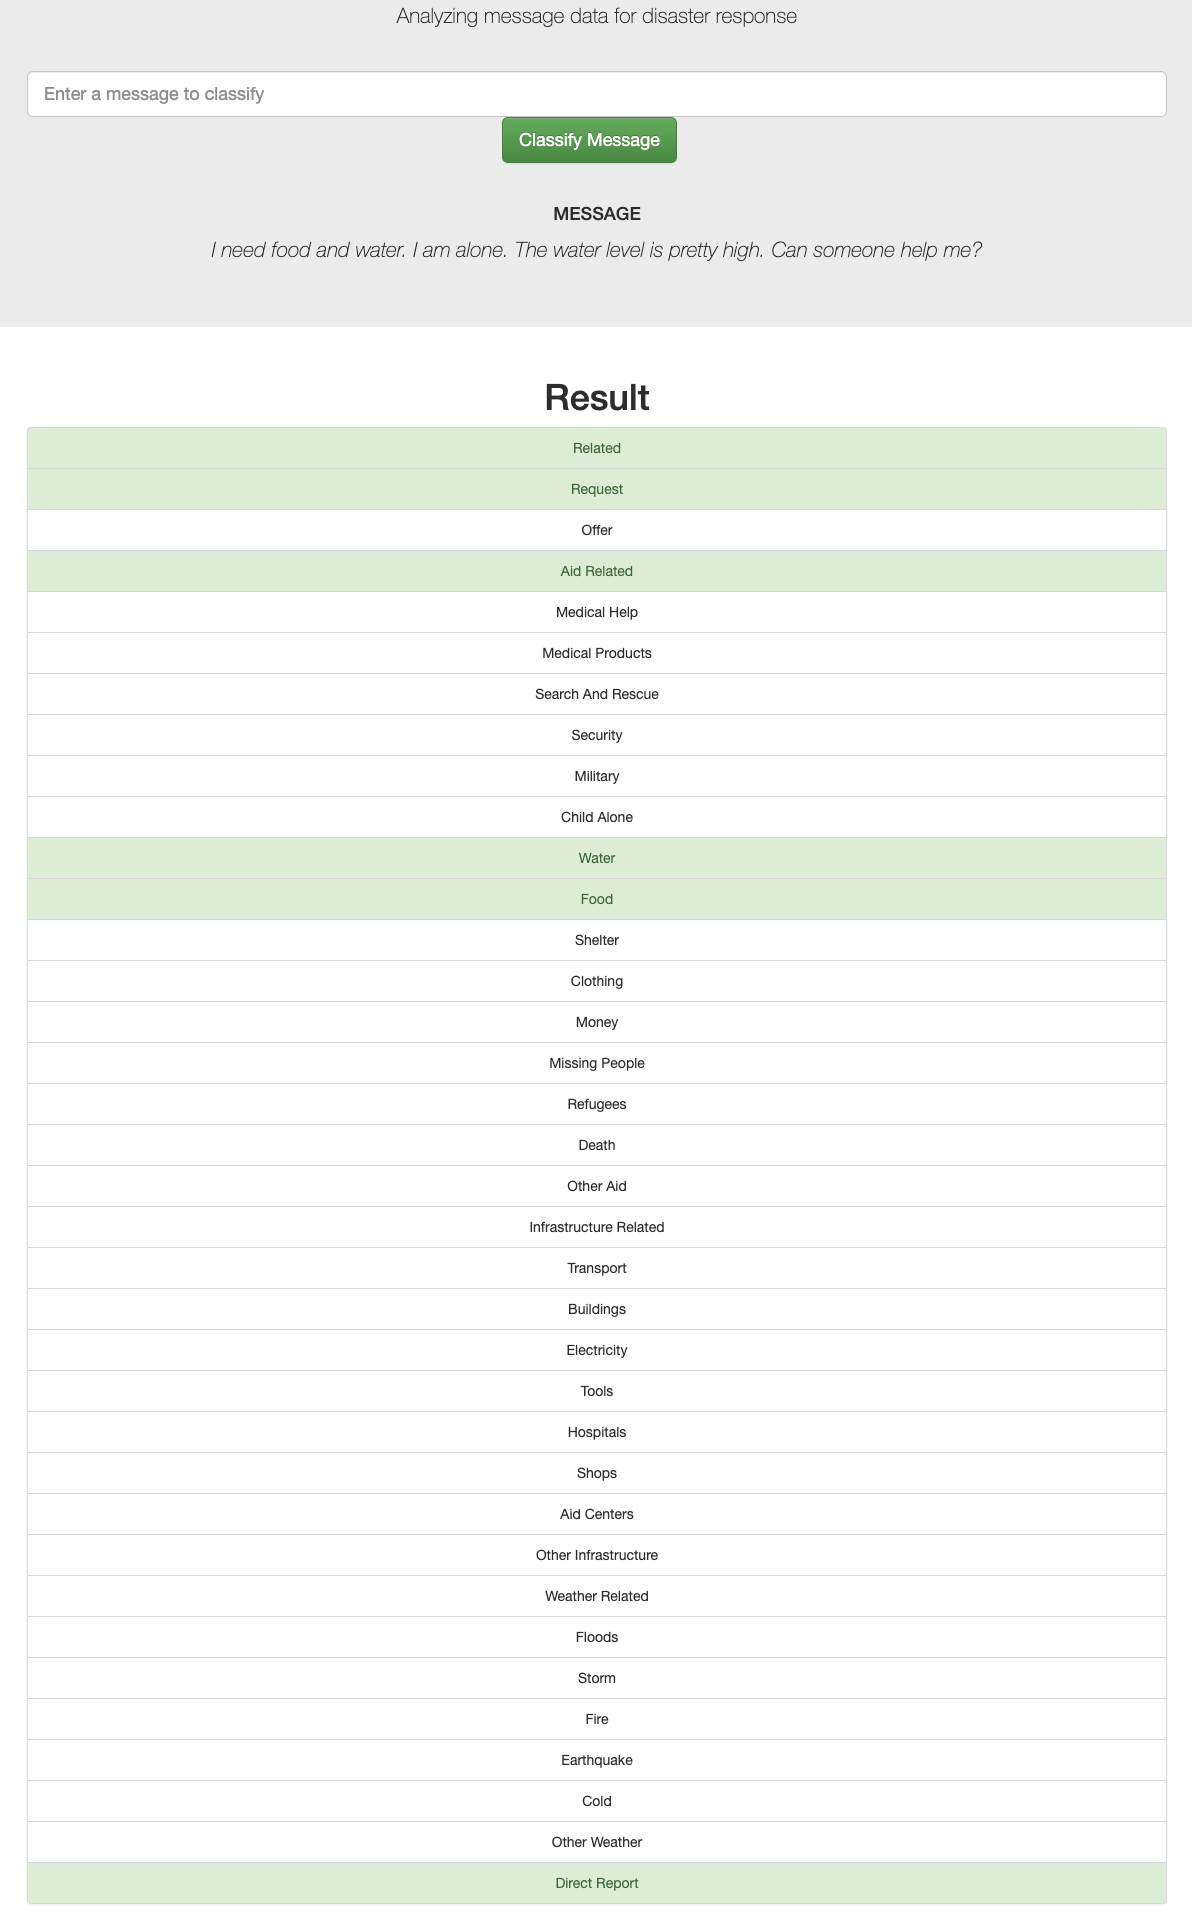 Analyzing message data for disaster response
Enter a message to classify
Classify Message
MESSAGE
I need food and water. I am alone. The water level is pretty high. Can someone help me?
Result
Related
Request
Offer
Aid Related
Medical Help
Medical Products
Search And Rescue
Security
Military
Child Alone
Water
Food
Shelter
Clothing
Money
Missing People
Refugees
Death
Other Aid
Infrastructure Related
Transport
Buildings
Electricity
Tools
Hospitals
Shops
Aid Centers
Other Infrastructure
Weather Related
Floods
Storm
Fire
Earthquake
Cold
Other Weather
Direct Report